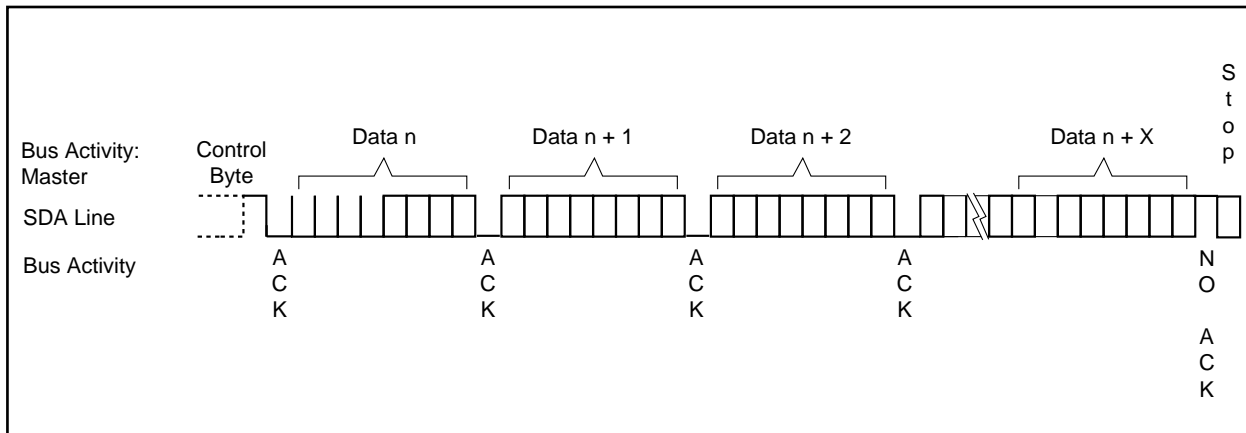 S
t
o
p
Bus Activity:
Master
Control
Byte
Data n
Data n + 1
Data n + 2
Data n + X
SDA Line
Bus Activity
A
C
K
A
C
K
A
C
K
A
C
K
N
O
A
C
K